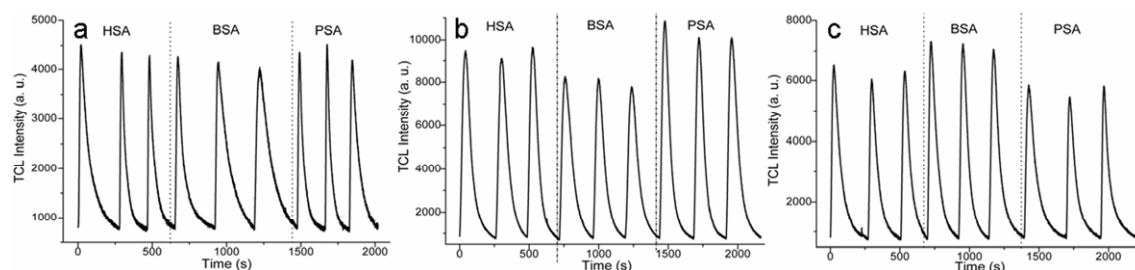 a
HSA BSA PSA
5000
4000
3000
2000
1000
TCL Intensity (a. u.)
0 500 1000 1500 2000
Time (s)
b
HSA BSA PSA
10000
8000
6000
4000
2000
TCL Intensity (a. u.)
0 500 1000 1500 2000
Time (s)
c
HSA BSA PSA
8000
6000
4000
2000
TCL Intensity (a. u.)
0 500 1000 1500 2000
Time (s)